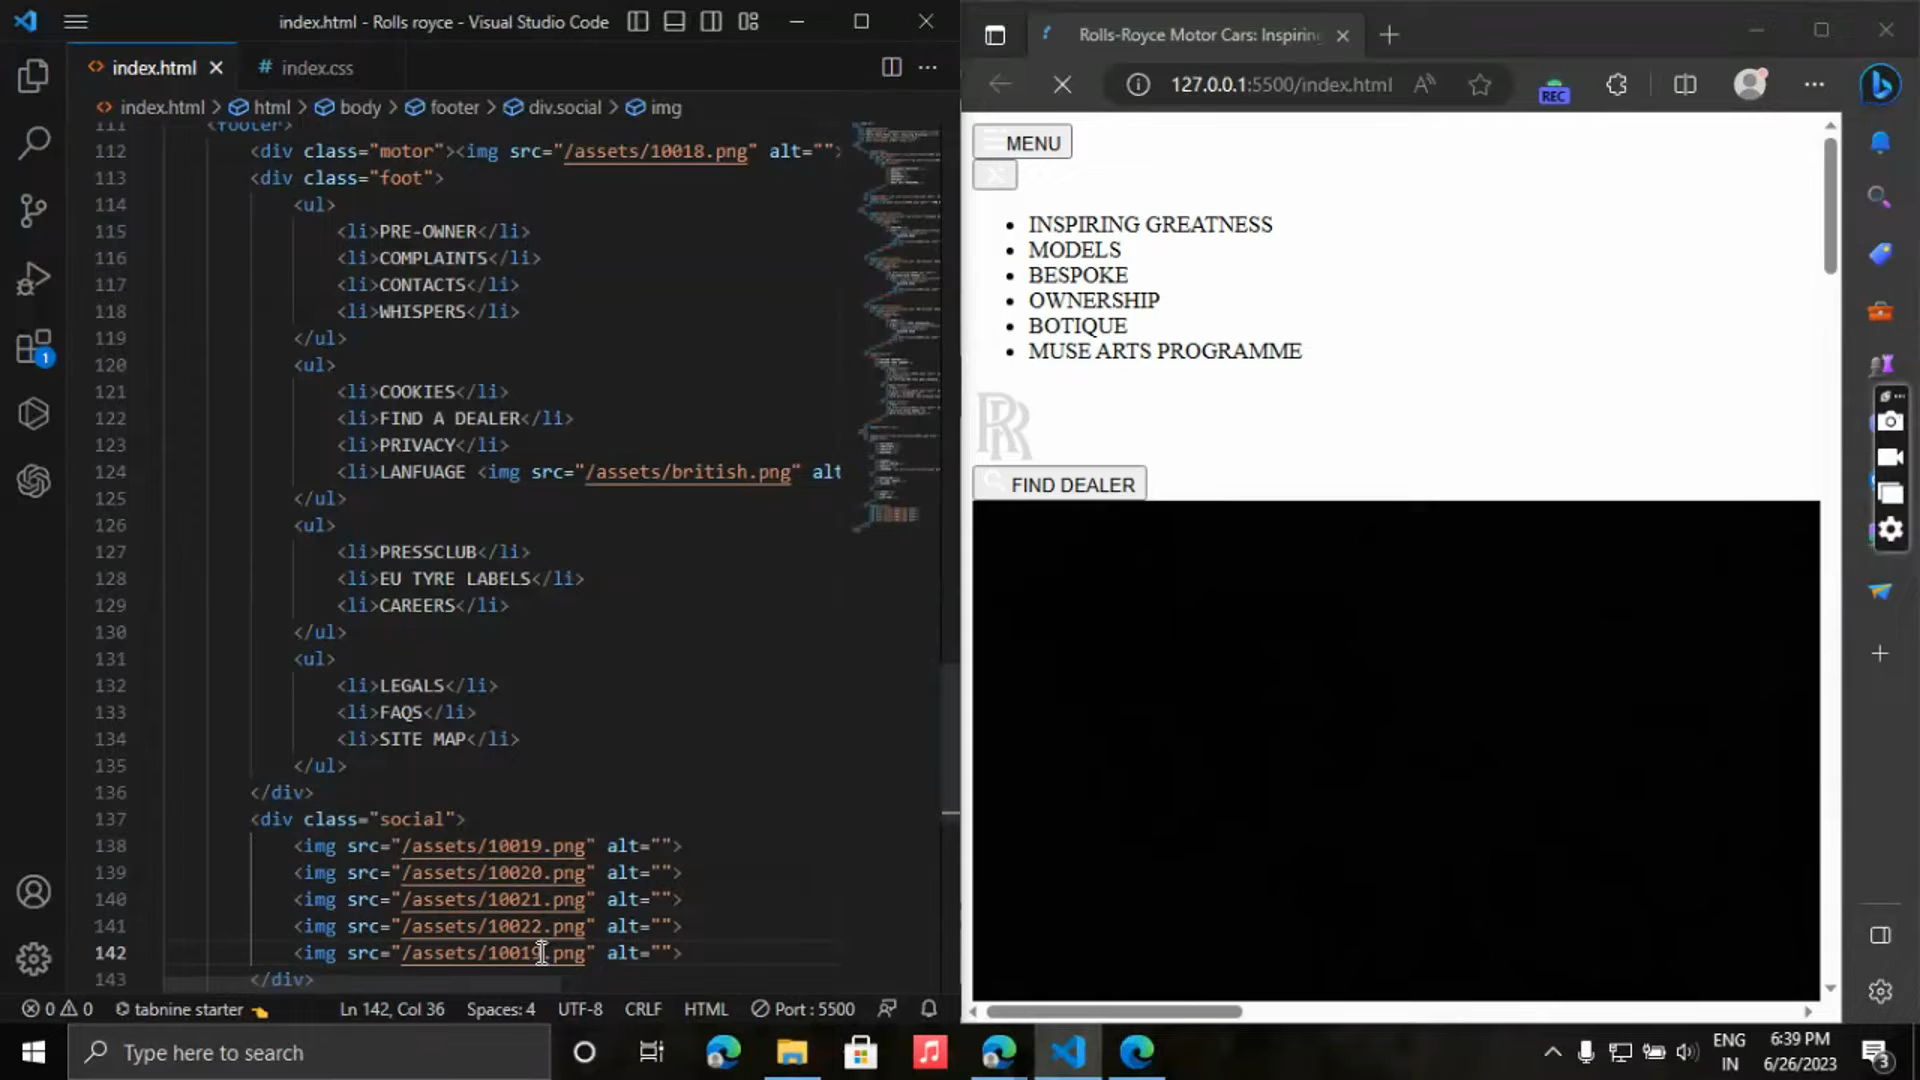 index.html - Rolls royce - Visual Studio Code
index.html
# index.css
index.html > html > body > footer > div.social > img
111 <footer>
112 <div class="motor"><img src="/assets/10018.png" alt="">
113 <div class="foot">
114 <ul>
115 <li>PRE-OWNER</li>
116 <li>COMPLAINTS</li>
117 <li>CONTACTS</li>
118 <li>WHISPERS</li>
119 </ul>
120 <ul>
121 <li>COOKIES</li>
122 <li>FIND A DEALER</li>
123 <li>PRIVACY</li>
124 <li>LANFUAGE <img src="/assets/british.png" alt
125 </ul>
126 <ul>
127 <li>PRESSCLUB</li>
128 <li>EU TYRE LABELS</li>
129 <li>CAREERS</li>
130 </ul>
131 <ul>
132 <li>LEGALS</li>
133 <li>FAQS</li>
134 <li>SITE MAP</li>
135 </ul>
136 </div>
137 <div class="social">
138 <img src="/assets/10019.png" alt="">
139 <img src="/assets/10020.png" alt="">
140 <img src="/assets/10021.png" alt="">
141 <img src="/assets/10022.png" alt="">
142 <img src="/assets/10019.png" alt="">
143 </div>
1
0 0 tabnine starter Ln 142, Col 36 Spaces: 4 UTF-8 CRLF HTML Port : 5500
Rolls-Royce Motor Cars: Inspiring
127.0.0.1:5500/index.html
REC
MENU
X
• INSPIRING GREATNESS
• MODELS
• BESPOKE
• OWNERSHIP
• BOTIQUE
• MUSE ARTS PROGRAMME
RR
FIND DEALER
Type here to search
ENG
IN
6:39 PM
6/26/2023
3